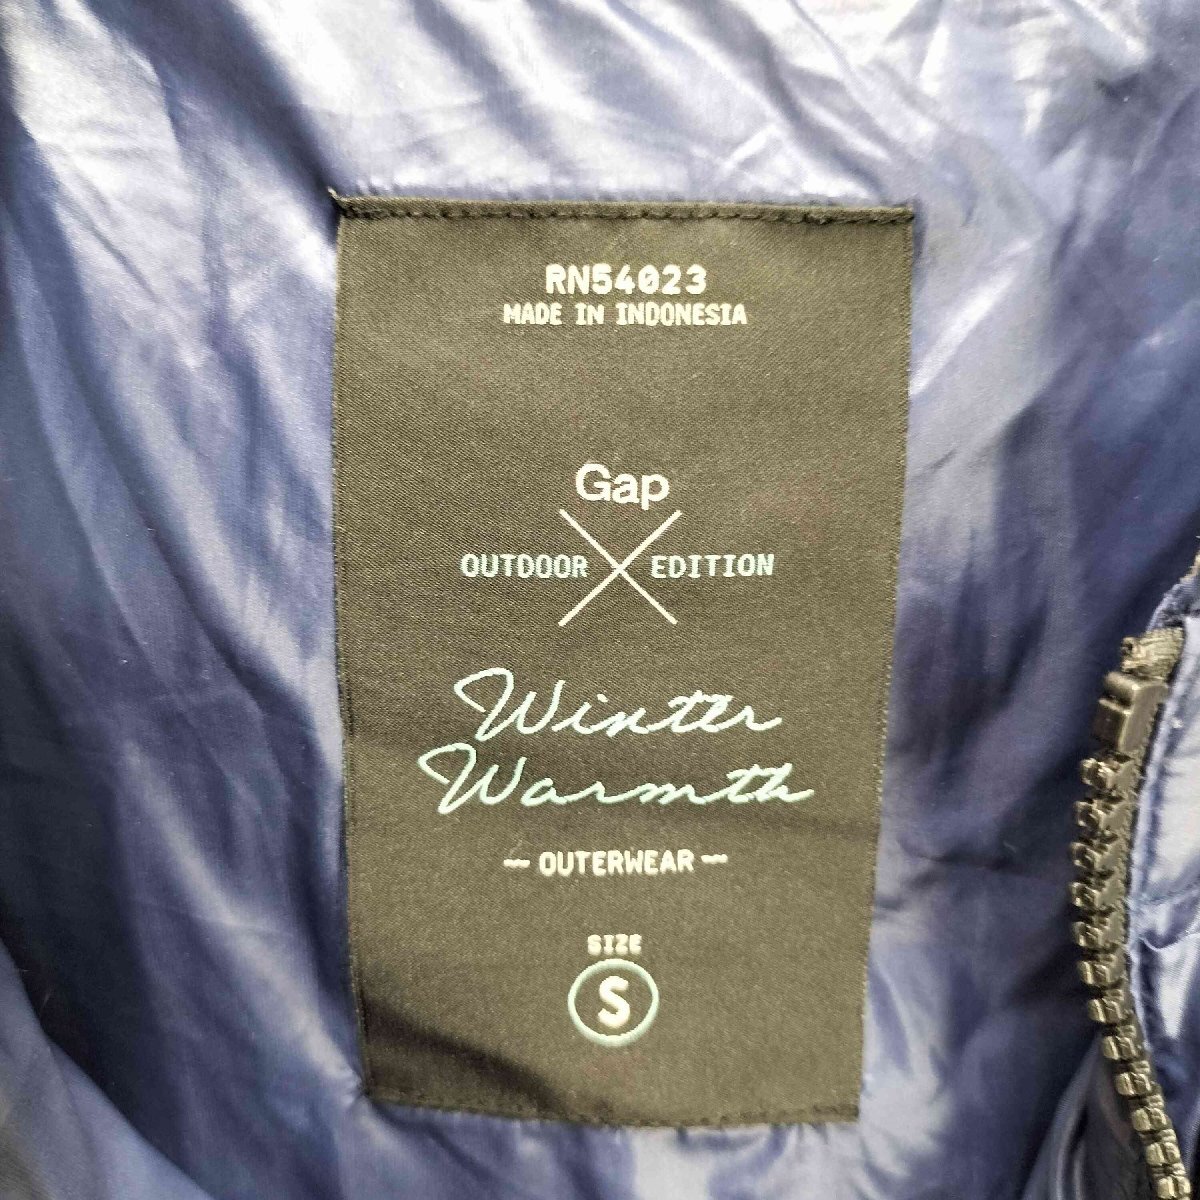 RN54023
MADE IN INDONESIA
Gap
OUTDOOR EDITION
Winter
Warmth
— OUTERWEAR —
SIZE
S